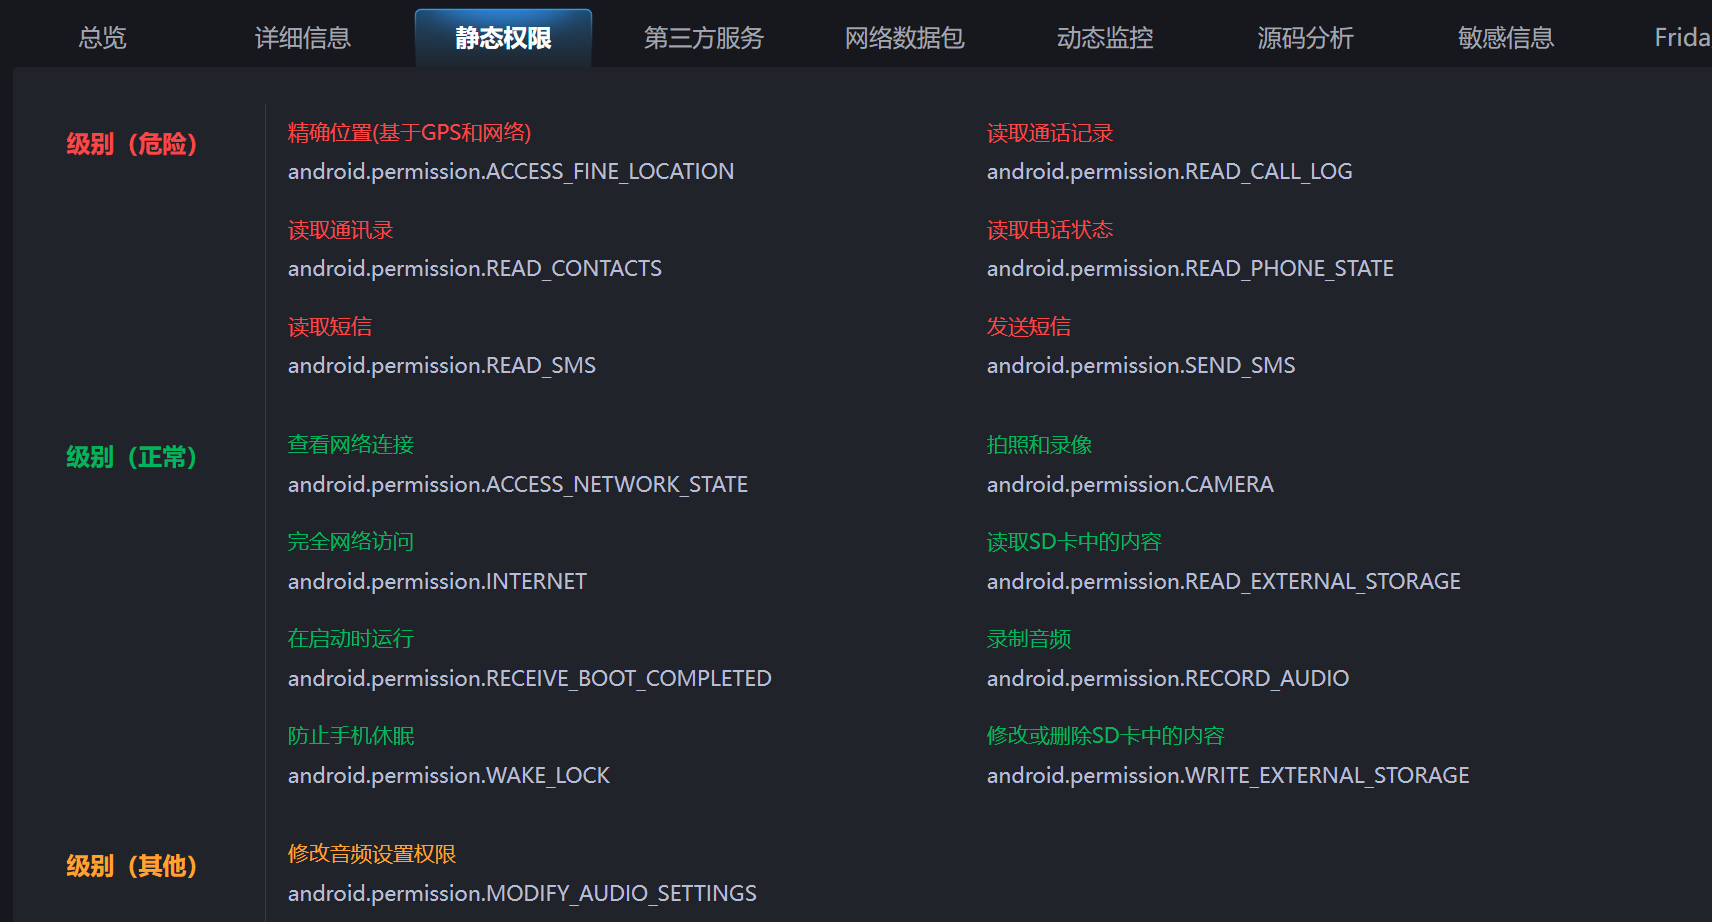 总览 详细信息 静态权限 第三方服务 网络数据包 动态监控 源码分析 敏感信息 Frida
级别（危险）
精确位置(基于GPS和网络) 读取通话记录
android.permission.ACCESS_FINE_LOCATION android.permission.READ_CALL_LOG
读取通讯录 读取电话状态
android.permission.READ_CONTACTS android.permission.READ_PHONE_STATE
读取短信 发送短信
android.permission.READ_SMS android.permission.SEND_SMS
级别（正常）
查看网络连接 拍照和录像
android.permission.ACCESS_NETWORK_STATE android.permission.CAMERA
完全网络访问 读取SD卡中的内容
android.permission.INTERNET android.permission.READ_EXTERNAL_STORAGE
在启动时运行 录制音频
android.permission.RECEIVE_BOOT_COMPLETED android.permission.RECORD_AUDIO
防止手机休眠 修改或删除SD卡中的内容
android.permission.WAKE_LOCK android.permission.WRITE_EXTERNAL_STORAGE
级别（其他）
修改音频设置权限
android.permission.MODIFY_AUDIO_SETTINGS